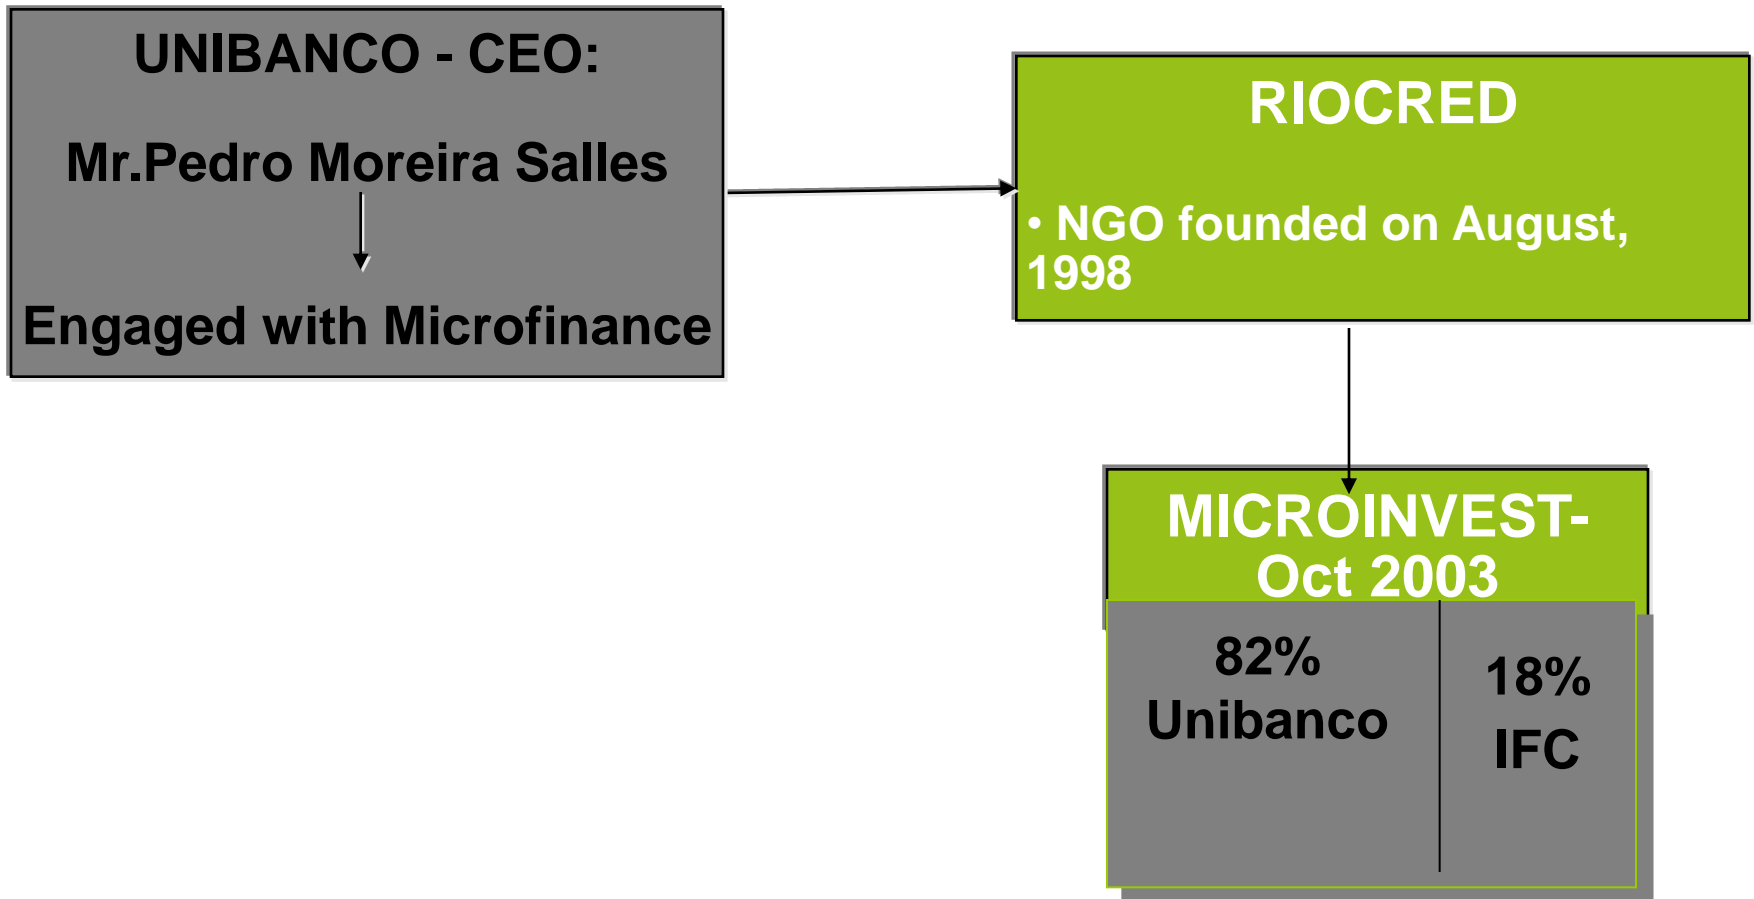 UNIBANCO - CEO:
Mr.Pedro Moreira Salles
Engaged with Microfinance
RIOCRED
• NGO founded on August,
1998
MICROINVEST-
Oct 2003
82%
Unibanco
18%
IFC